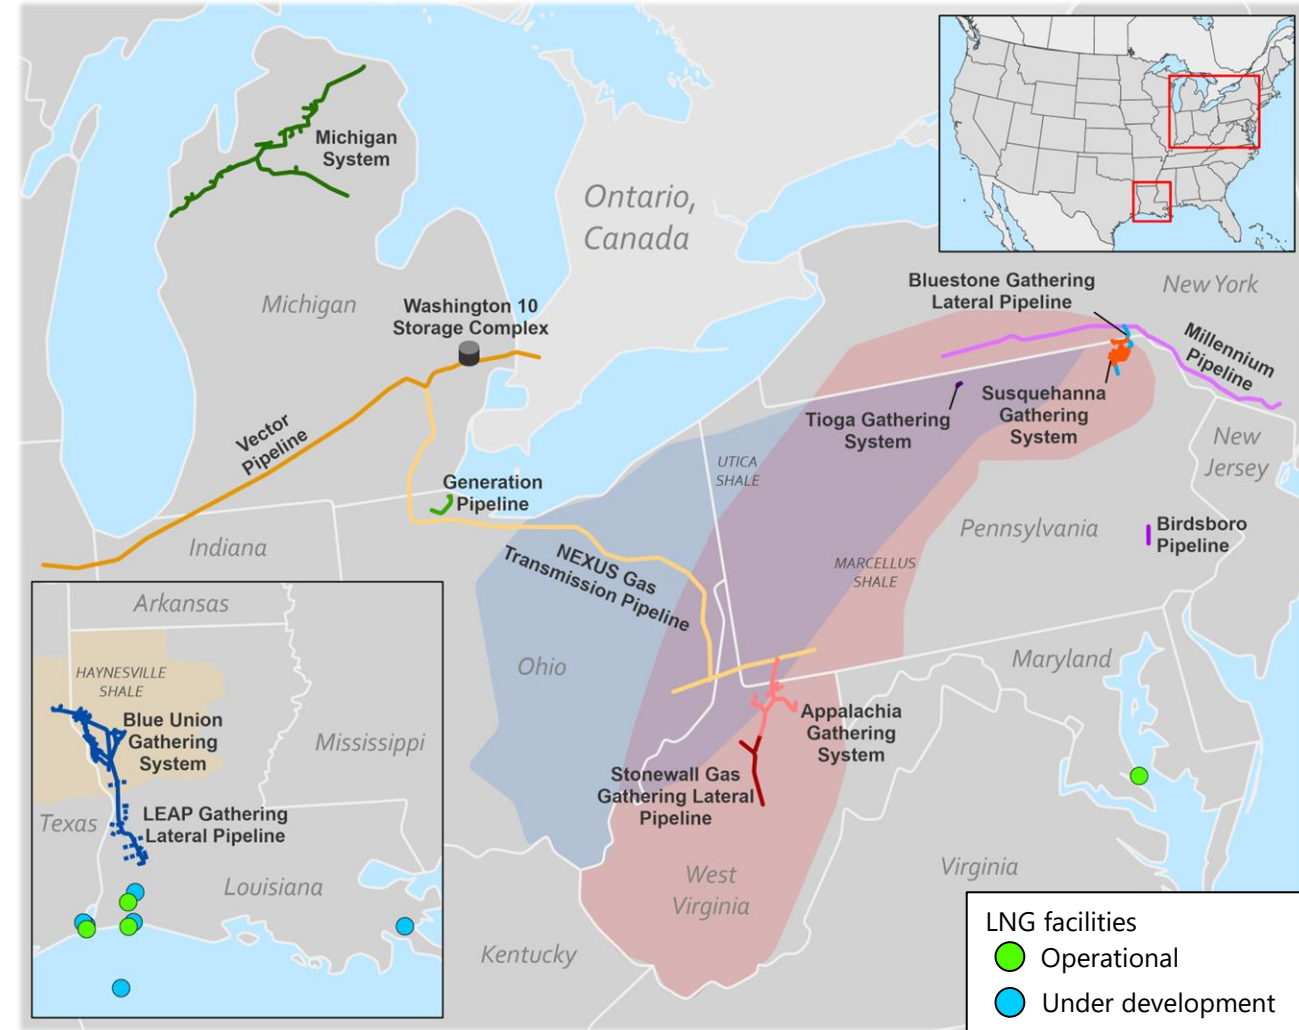 Michigan
System
Ontario,
Canada
Michigan
Washington 10
Storage Complex
Bluestone Gathering
Lateral Pipeline
New York
Millennium
Pipeline
Vector
Pipeline
Tioga Gathering
System
Susquehanna
Gathering
System
New
Jersey
UTICA
SHALE
Generation
Pipeline
Indiana
Pennsylvania
Birdsboro
Pipeline
NEXUS Gas
Transmission Pipeline
MARCELLUS
SHALE
Ohio
Maryland
Appalachia
Gathering
System
Stonewall Gas
Gathering Lateral
Pipeline
West
Virginia
Virginia
Kentucky
Arkansas
HAYNESVILLE
SHALE
Blue Union
Gathering
System
Mississippi
Texas
LEAP Gathering
Lateral Pipeline
Louisiana
LNG facilities
Operational
Under development